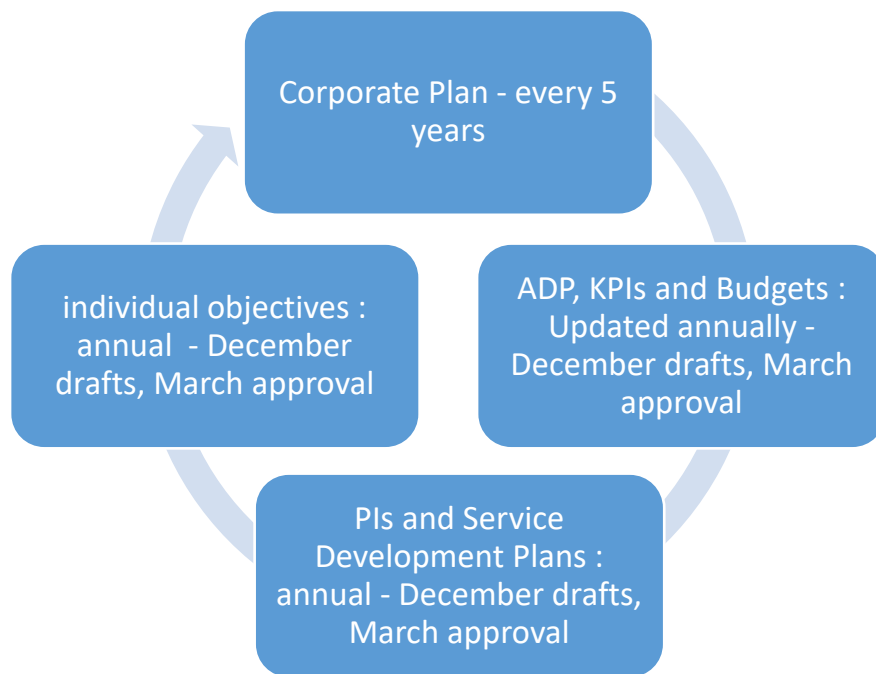 Corporate Plan - every 5
years
ADP, KPIs and Budgets :
Updated annually -
December drafts, March
approval
PIs and Service
Development Plans :
annual - December drafts,
March approval
individual objectives :
annual  - December
drafts, March approval